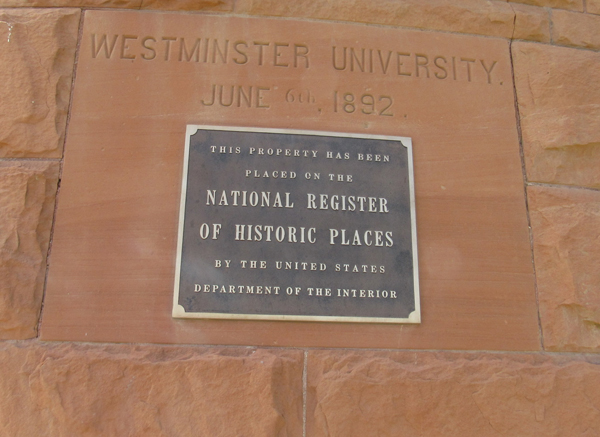 WESTMINSTER UNIVERSITY.
JUNE 6th. 1892.
THIS PROPERTY HAS BEEN
PLACED ON THE
NATIONAL REGISTER
OF HISTORIC PLACES
BY THE UNITED STATES
DEPARTMENT OF THE INTERIOR